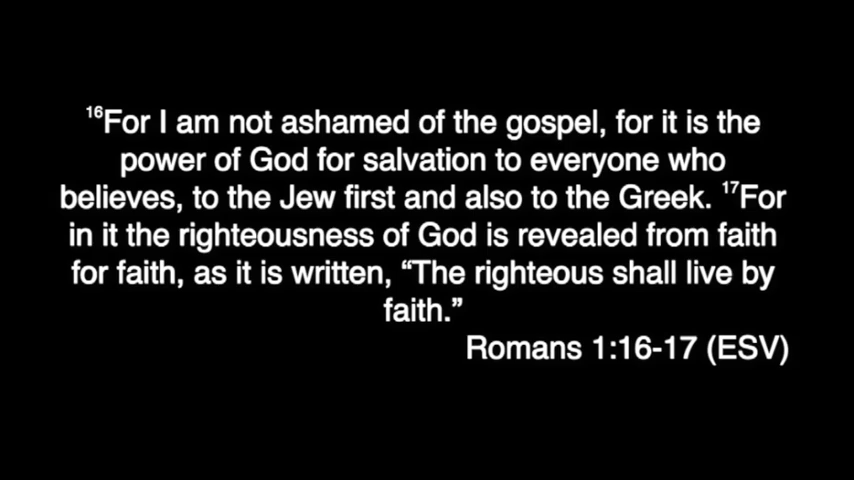 16For I am not ashamed of the gospel, for it is the
power of God for salvation to everyone who
believes, to the Jew first and also to the Greek. 17For
in it the righteousness of God is revealed from faith
for faith, as it is written, “The righteous shall live by
faith.”
Romans 1:16-17 (ESV)